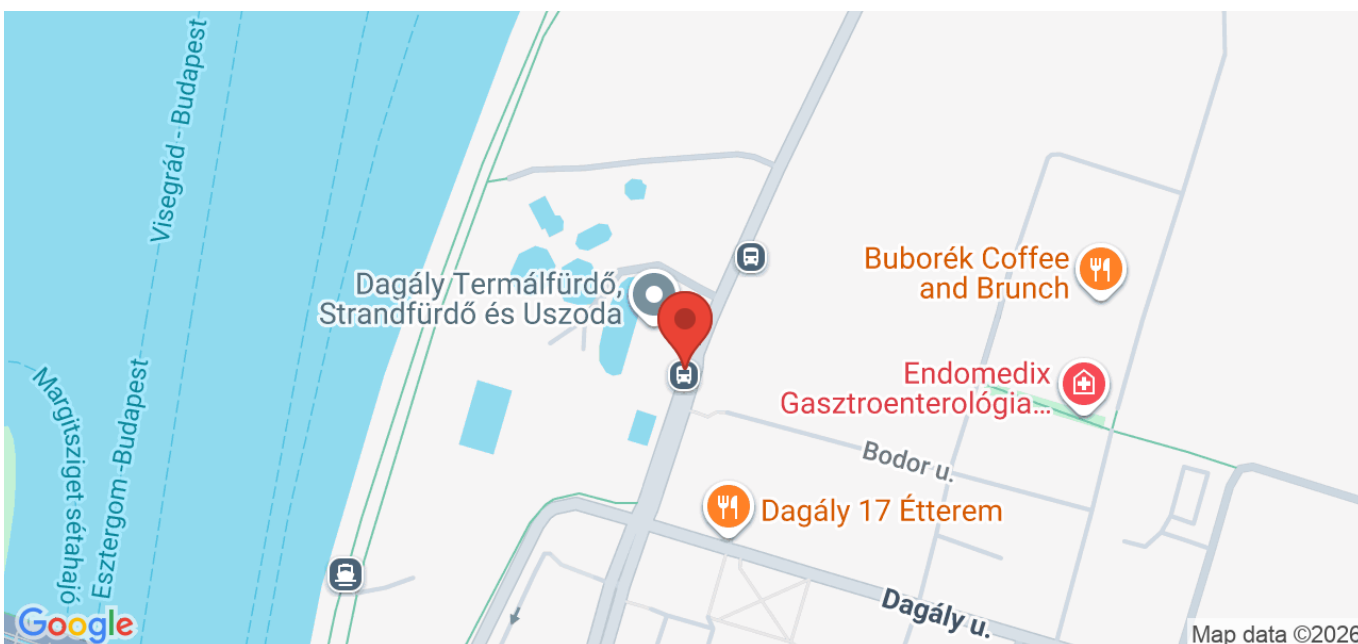 Visegrád - Budapest
Buborék Coffee
and Brunch
Dagály Termálfürdő,
Strandfürdő és Uszoda
Endomedix
Gasztroenterológia...
Margitsziget sétahajó
Esztergom -Budapest
Bodor u.
Dagály 17 Étterem
Dagály u.
Google
Map data ©2026